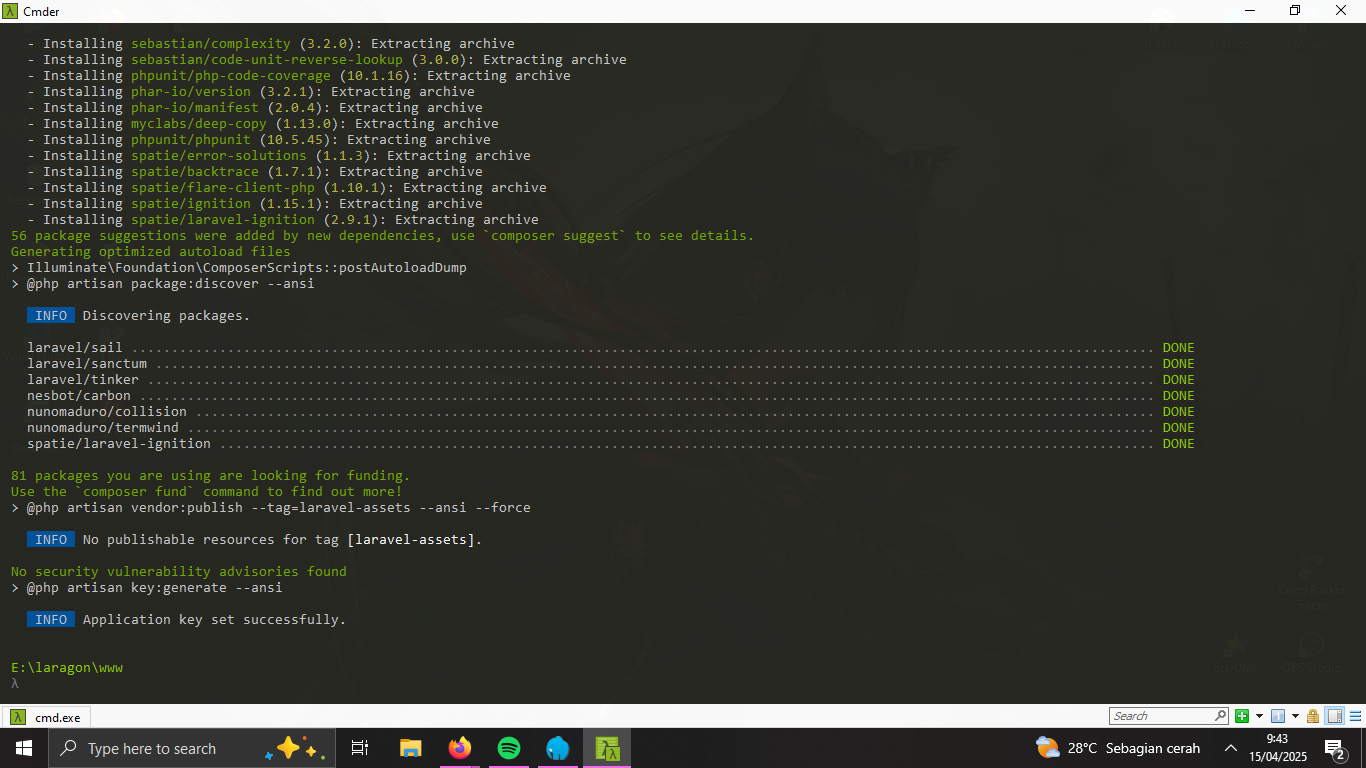 Cmder
- Installing sebastian/complexity (3.2.0): Extracting archive
- Installing sebastian/code-unit-reverse-lookup (3.0.0): Extracting archive
- Installing phpunit/php-code-coverage (10.1.16): Extracting archive
- Installing phar-io/version (3.2.1): Extracting archive
- Installing phar-io/manifest (2.0.4): Extracting archive
- Installing myclabs/deep-copy (1.13.0): Extracting archive
- Installing phpunit/phpunit (10.5.45): Extracting archive
- Installing spatie/error-solutions (1.1.3): Extracting archive
- Installing spatie/backtrace (1.7.1): Extracting archive
- Installing spatie/flare-client-php (1.10.1): Extracting archive
- Installing spatie/ignition (1.15.1): Extracting archive
- Installing spatie/laravel-ignition (2.9.1): Extracting archive
56 package suggestions were added by new dependencies, use `composer suggest` to see details.
Generating optimized autoload files
> Illuminate\Foundation\ComposerScripts::postAutoloadDump
> @php artisan package:discover --ansi
INFO Discovering packages.
laravel/sail ................................................................ DONE
laravel/sanctum ................................................................ DONE
laravel/tinker ................................................................ DONE
nesbot/carbon ................................................................ DONE
nunomaduro/collision ................................................................ DONE
nunomaduro/termwind ................................................................ DONE
spatie/laravel-ignition ................................................................ DONE
81 packages you are using are looking for funding.
Use the `composer fund` command to find out more!
> @php artisan vendor:publish --tag=laravel-assets --ansi --force
INFO No publishable resources for tag [laravel-assets].
No security vulnerability advisories found
> @php artisan key:generate --ansi
INFO Application key set successfully.
E:\laragon\www
λ
Cisco Packet
Tracer
StarUML OBS Studio
cmd.exe
Search
Type here to search
28°C Sebagian cerah
9:43
15/04/2025
2